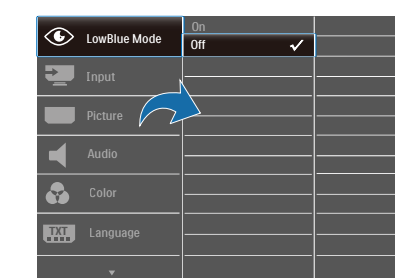 LowBlue Mode
On
Off
Input
Picture
Audio
Color
TXT
Language